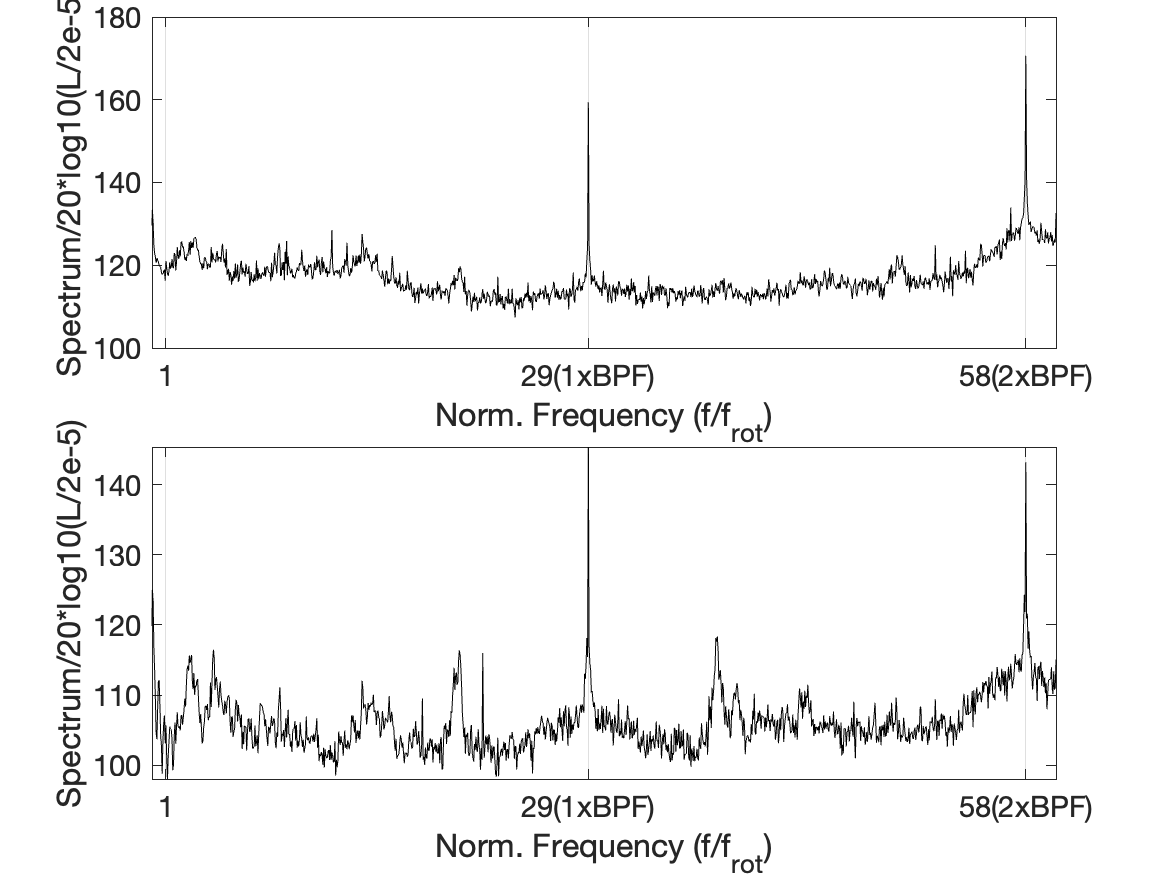 Spectrum/20*log10(L/2e-5
180
160
140
120
100
1 29(1xBPF) 58(2xBPF)
Norm. Frequency (f/frot)
Spectrum/20*log10(L/2e-5)
140
130
120
110
100
1 29(1xBPF) 58(2xBPF)
Norm. Frequency (f/frot)